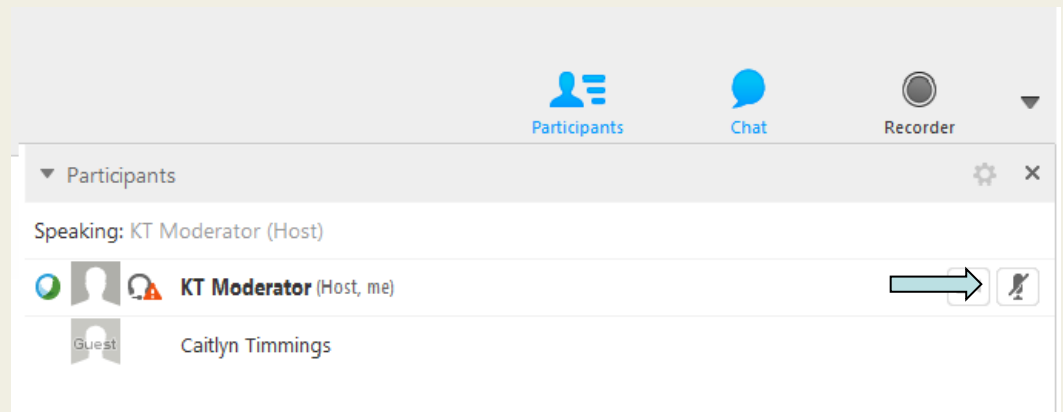 Participants Chat Recorder
Participants
Speaking: KT Moderator (Host)
KT Moderator (Host, me)
Guest Caitlyn Timmings